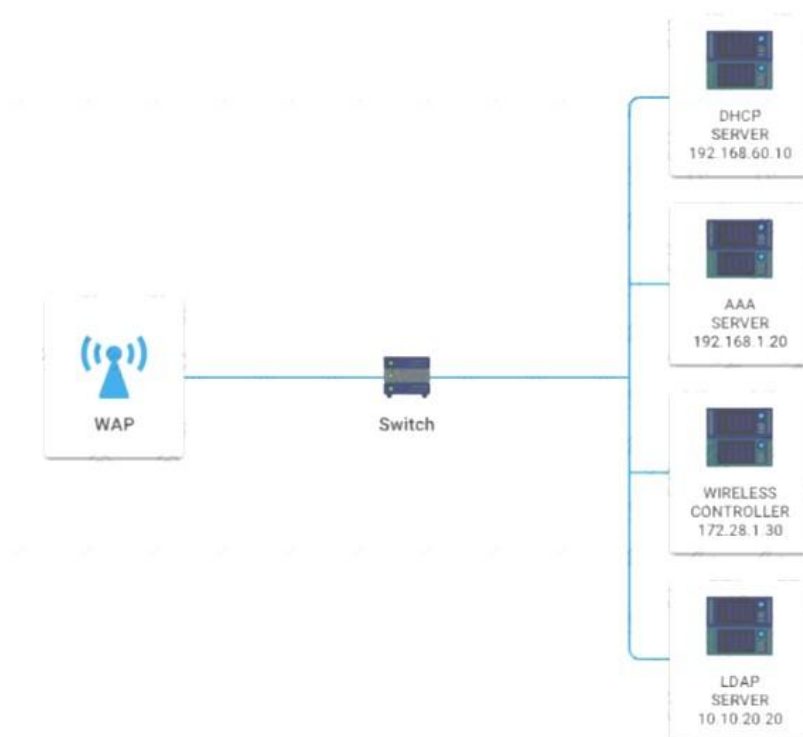 DHCP
SERVER
192.168.60.10
AAA
SERVER
192.168.1.20
WAP
Switch
WIRELESS
CONTROLLER
172.28.1.30
LDAP
SERVER
10.10.20.20